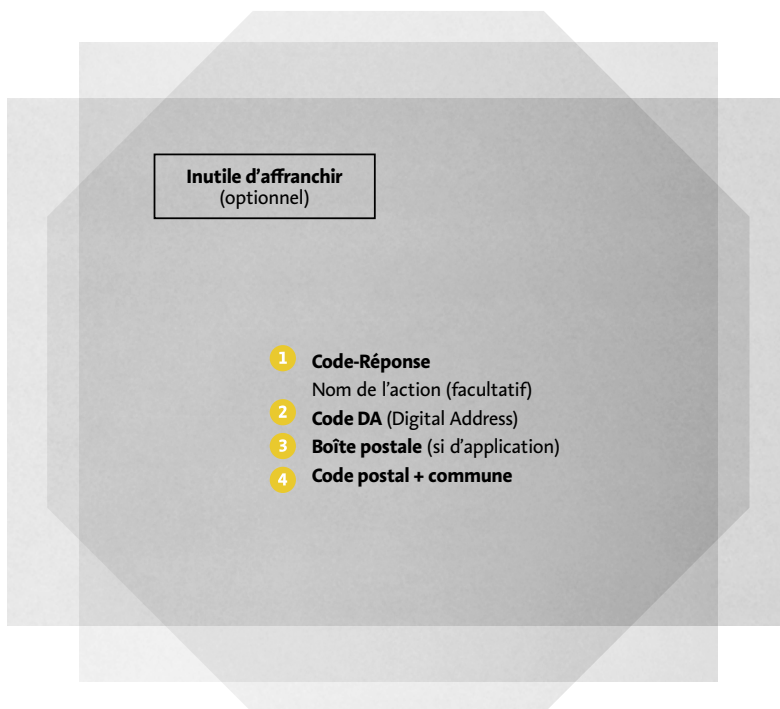 Inutile d'affranchir
(optionnel)
1 Code-Réponse
Nom de l'action (facultatif)
2 Code DA (Digital Address)
3 Boîte postale (si d'application)
4 Code postal + commune